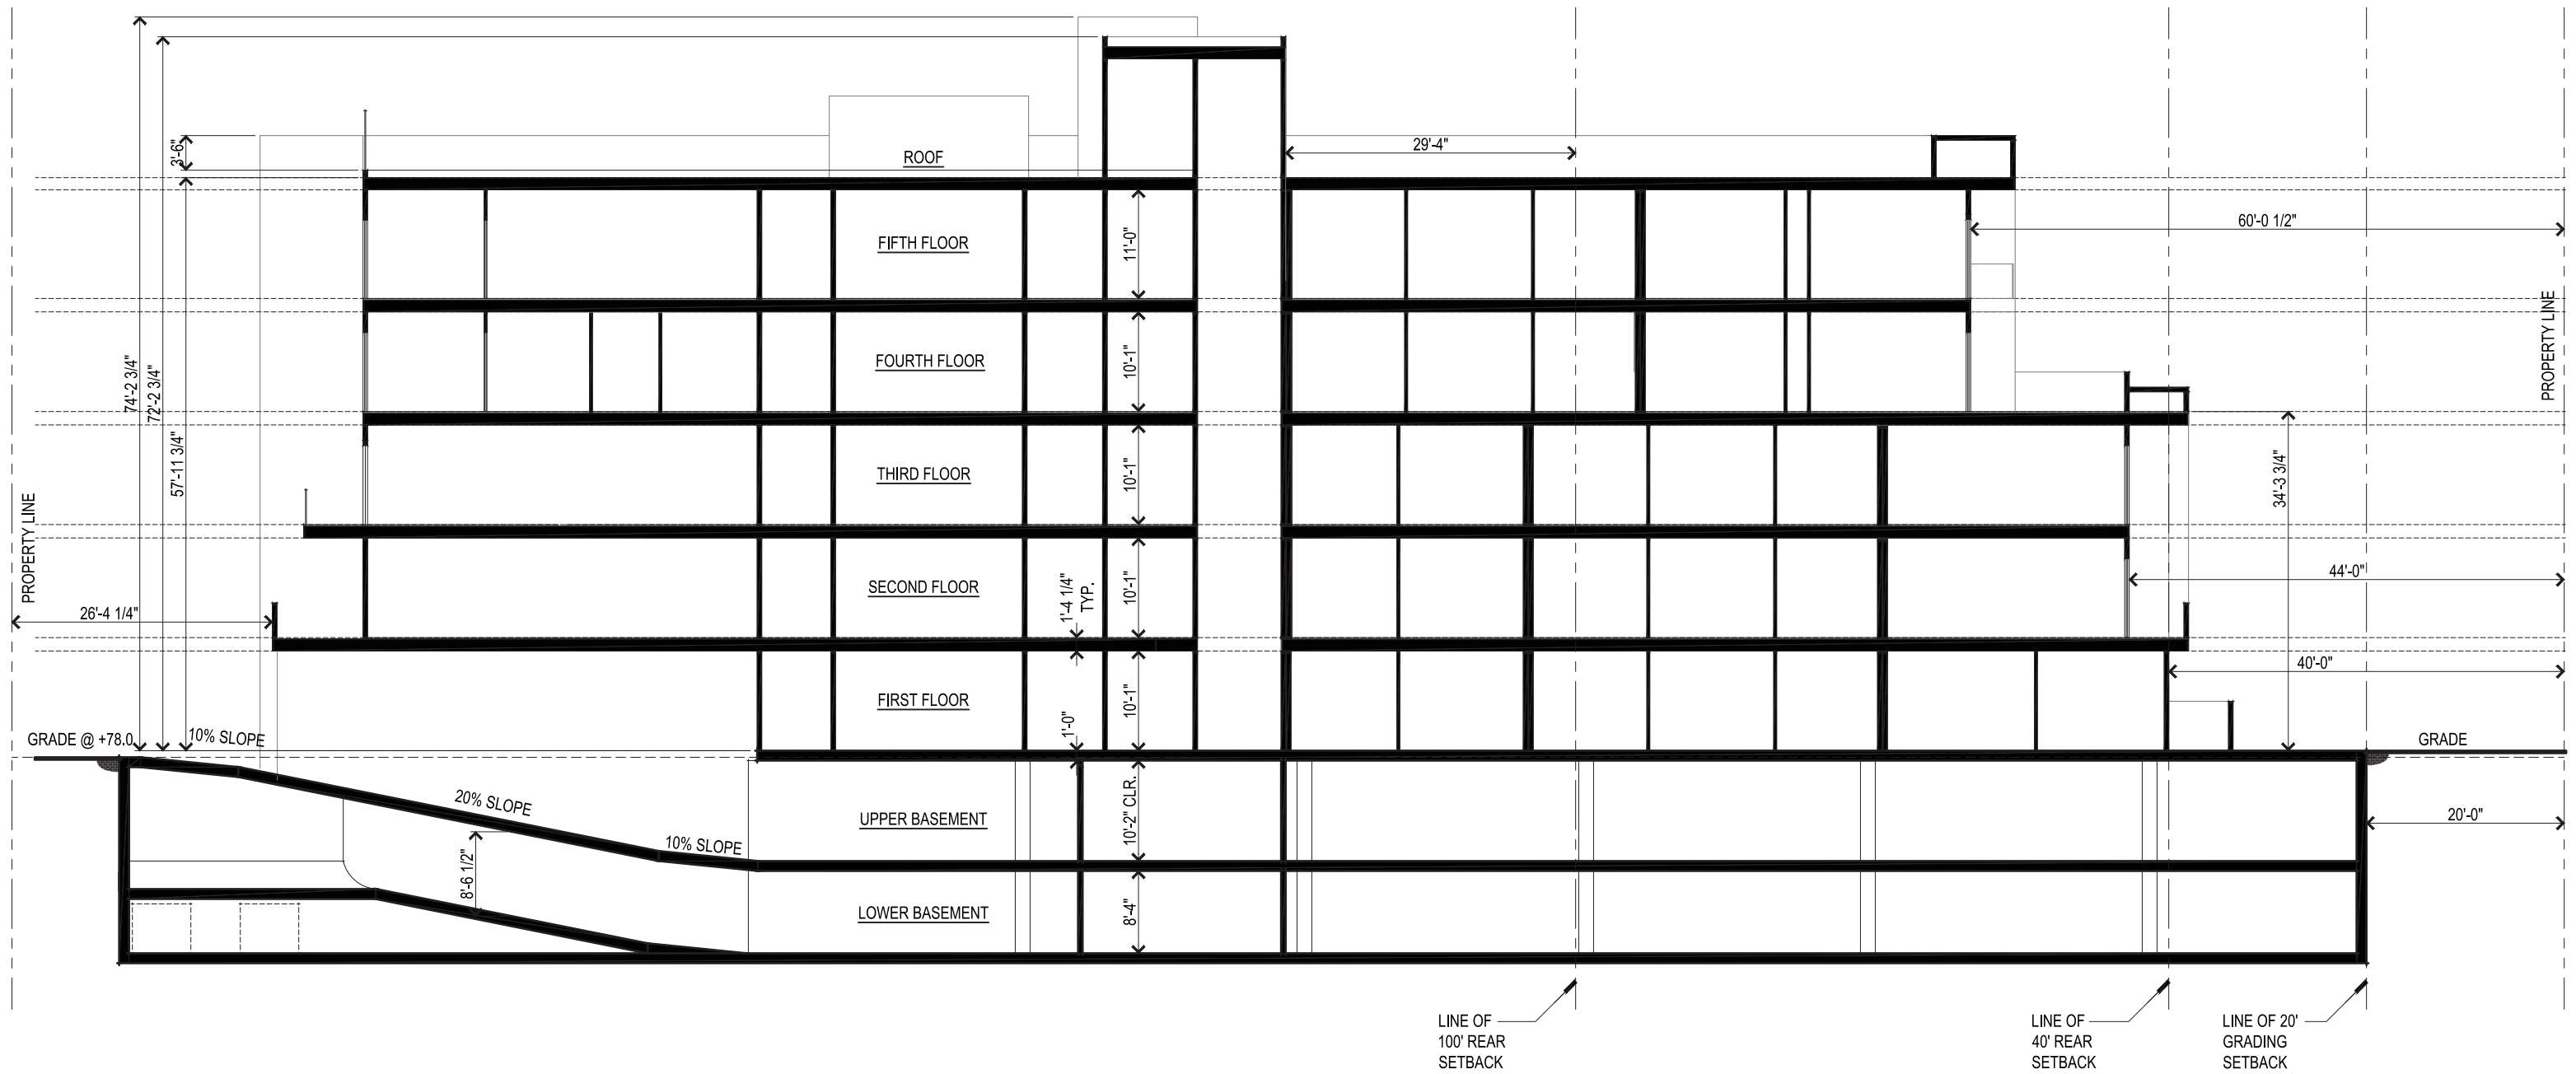 3'-6"
ROOF
29'-4"
60'-0 1/2"
FIFTH FLOOR
11'-0"
PROPERTY LINE
74'-2 3/4"
72'-2 3/4"
57'-11 3/4"
FOURTH FLOOR
10'-1"
THIRD FLOOR
10'-1"
34'-3 3/4"
PROPERTY LINE
26'-4 1/4"
SECOND FLOOR
1'-4 1/4"
TYP.
10'-1"
44'-0"
40'-0"
FIRST FLOOR
10'-1"
1'-0"
GRADE @ +78.0
10% SLOPE
GRADE
20% SLOPE
10% SLOPE
UPPER BASEMENT
10'-2" CLR.
20'-0"
8'-6 1/2"
LOWER BASEMENT
8'-4"
LINE OF
100' REAR
SETBACK
LINE OF
40' REAR
SETBACK
LINE OF 20'
GRADING
SETBACK